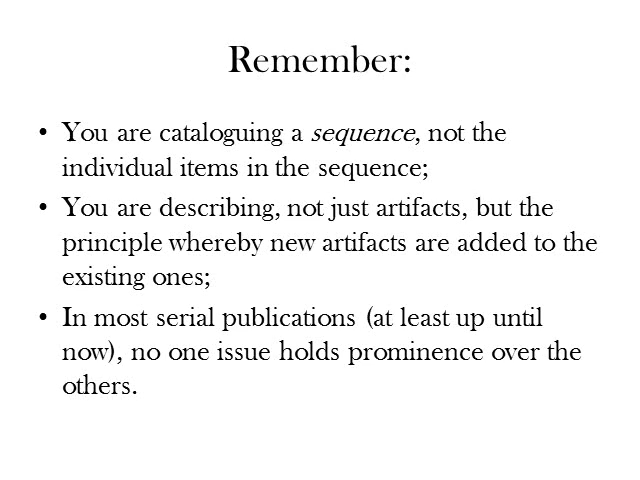 Remember:
• You are cataloguing a sequence, not the
individual items in the sequence;
• You are describing, not just artifacts, but the
principle whereby new artifacts are added to the
existing ones;
• In most serial publications (at least up until
now), no one issue holds prominence over the
others.